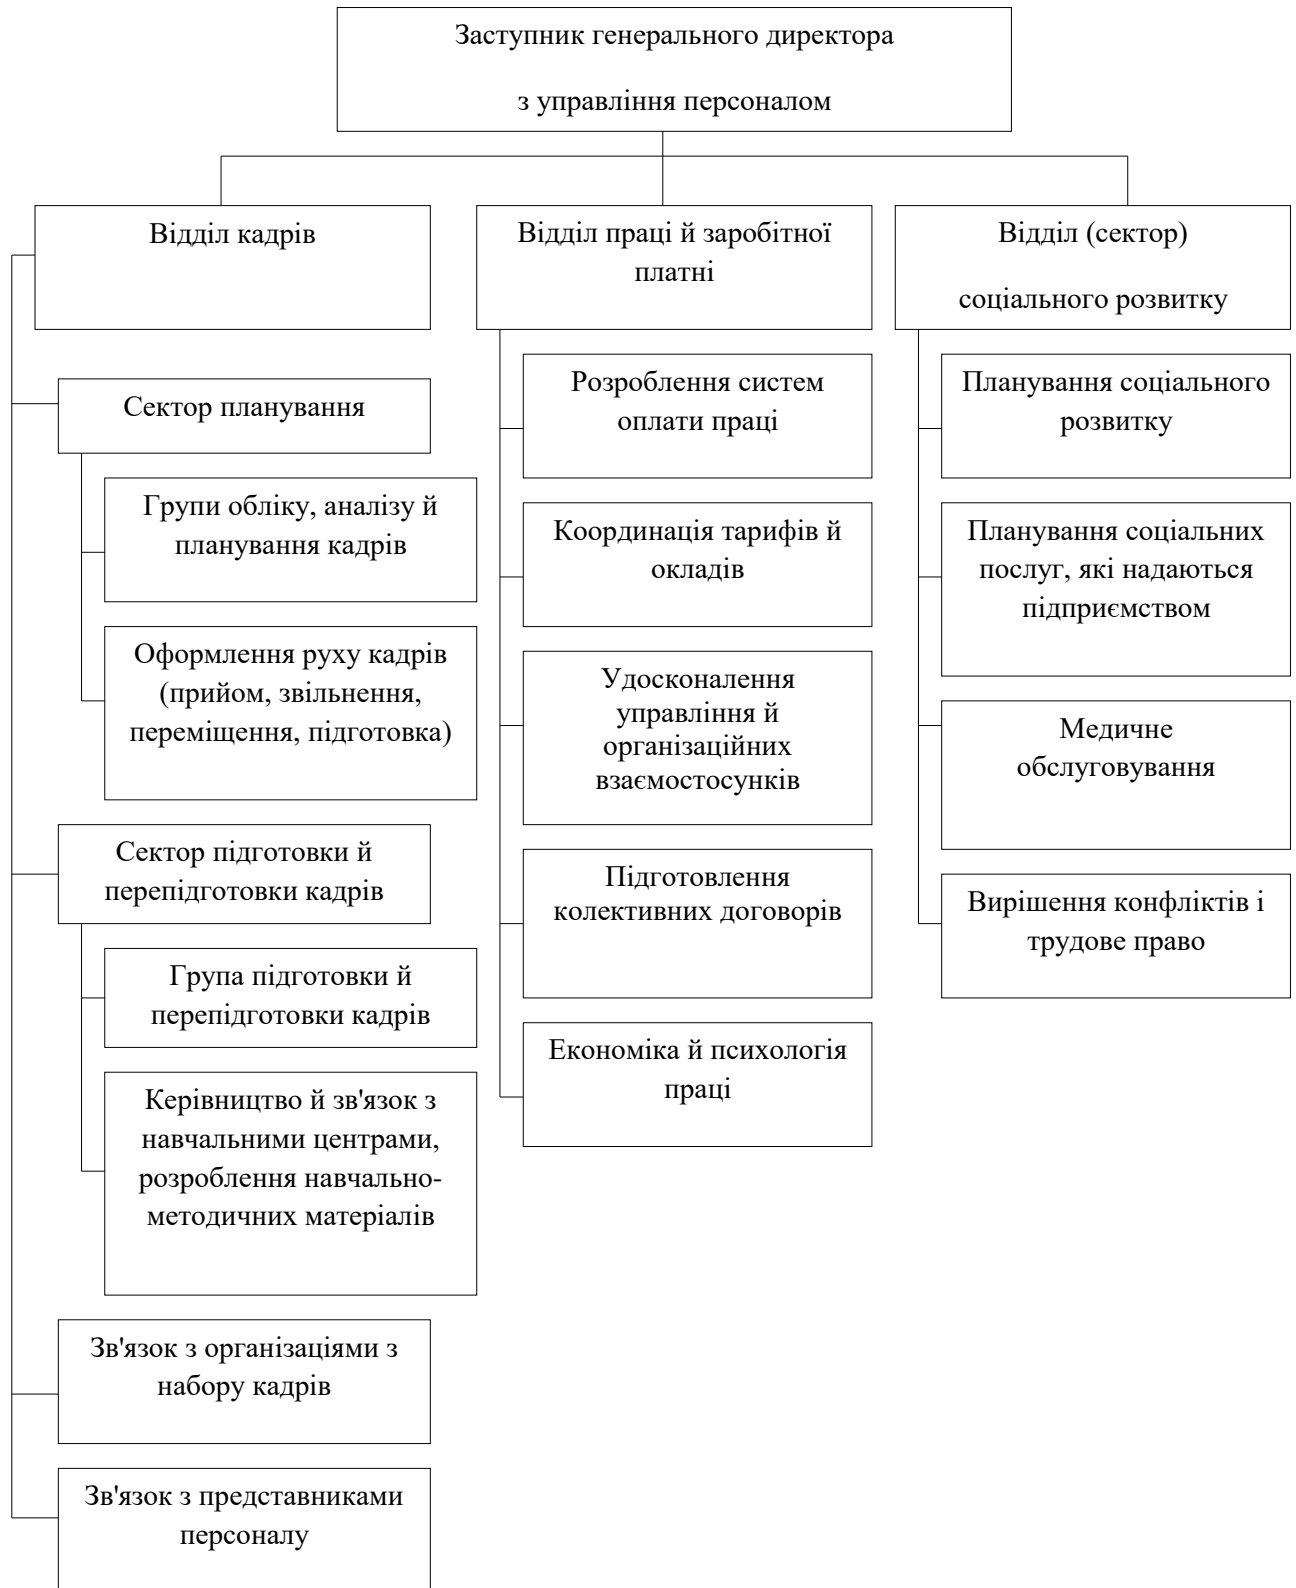 Заступник генерального директора
з управління персоналом
Відділ кадрів
Сектор планування
Групи обліку, аналізу й
планування кадрів
Оформлення руху кадрів
(прийом, звільнення,
переміщення, підготовка)
Сектор підготовки й
перепідготовки кадрів
Група підготовки й
перепідготовки кадрів
Керівництво й зв'язок з
навчальними центрами,
розроблення навчально-
методичних матеріалів
Зв'язок з організаціями з
набору кадрів
Зв'язок з представниками
персоналу
Відділ праці й заробітної
платні
Розроблення систем
оплати праці
Координація тарифів й
окладів
Удосконалення
управління й
організаційних
взаємостосунків
Підготовлення
колективних договорів
Економіка й психологія
праці
Відділ (сектор)
соціального розвитку
Планування соціального
розвитку
Планування соціальних
послуг, які надаються
підприємством
Медичне
обслуговування
Вирішення конфліктів і
трудове право